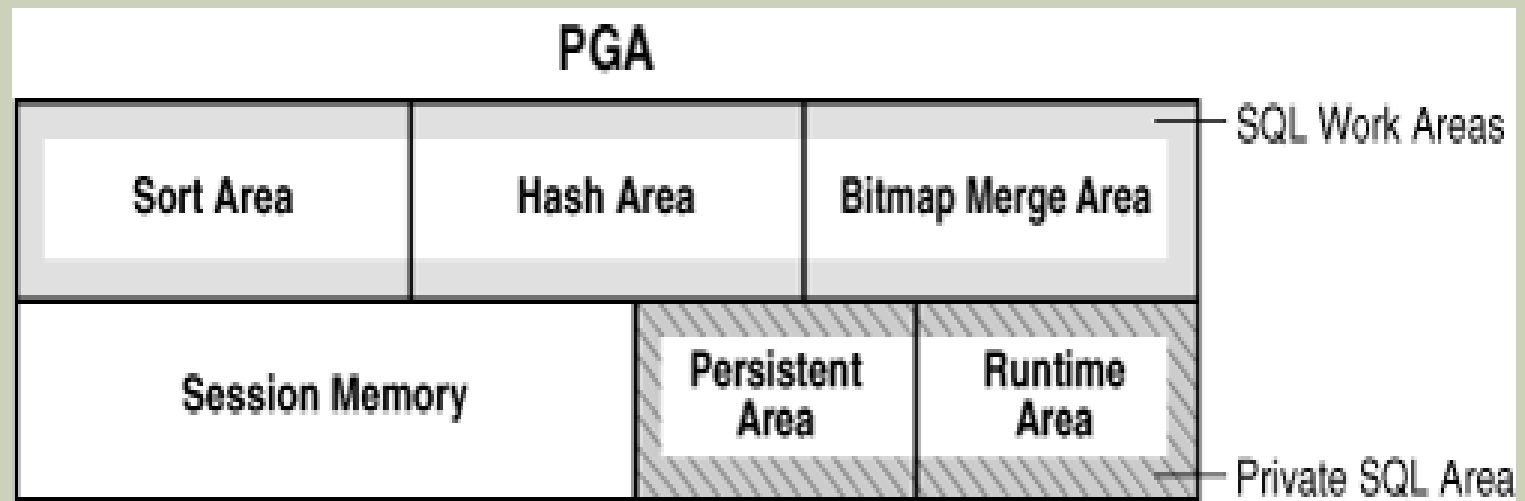 PGA
SQL Work Areas
Sort Area
Hash Area
Bitmap Merge Area
Session Memory
Persistent
Area
Runtime
Area
Private SQL Area